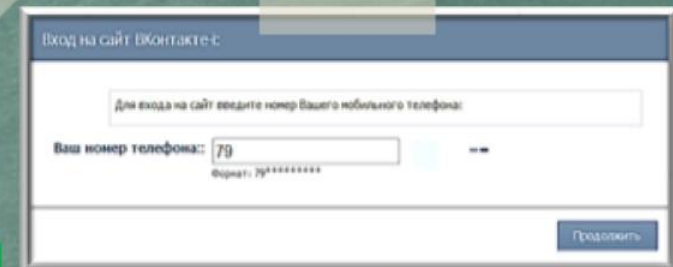 Вход на сайт ВКонтакте-с
Для входа на сайт введите номер Вашего мобильного телефона:
Ваш номер телефона:: 79
Формат: 79*********
Продолжить